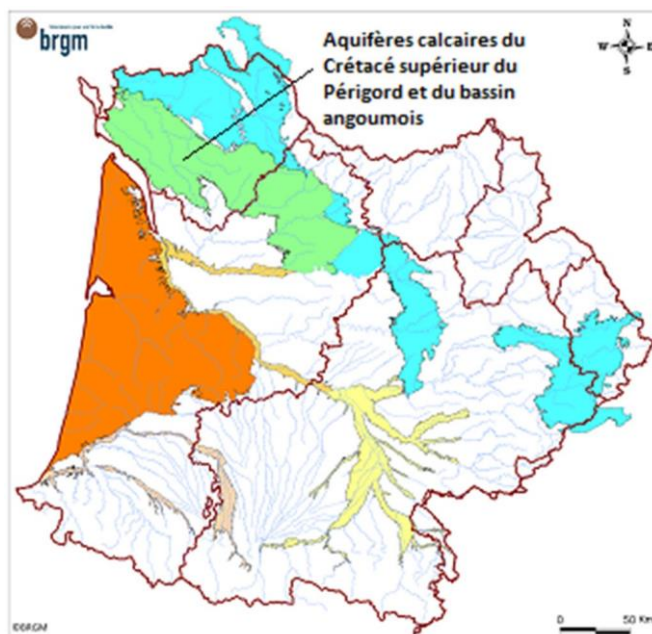 brgm
Aquifères calcaires du
Crétacé supérieur du
Périgord et du bassin
angoumois
N
W E
S
©BRGM
0 50 Km